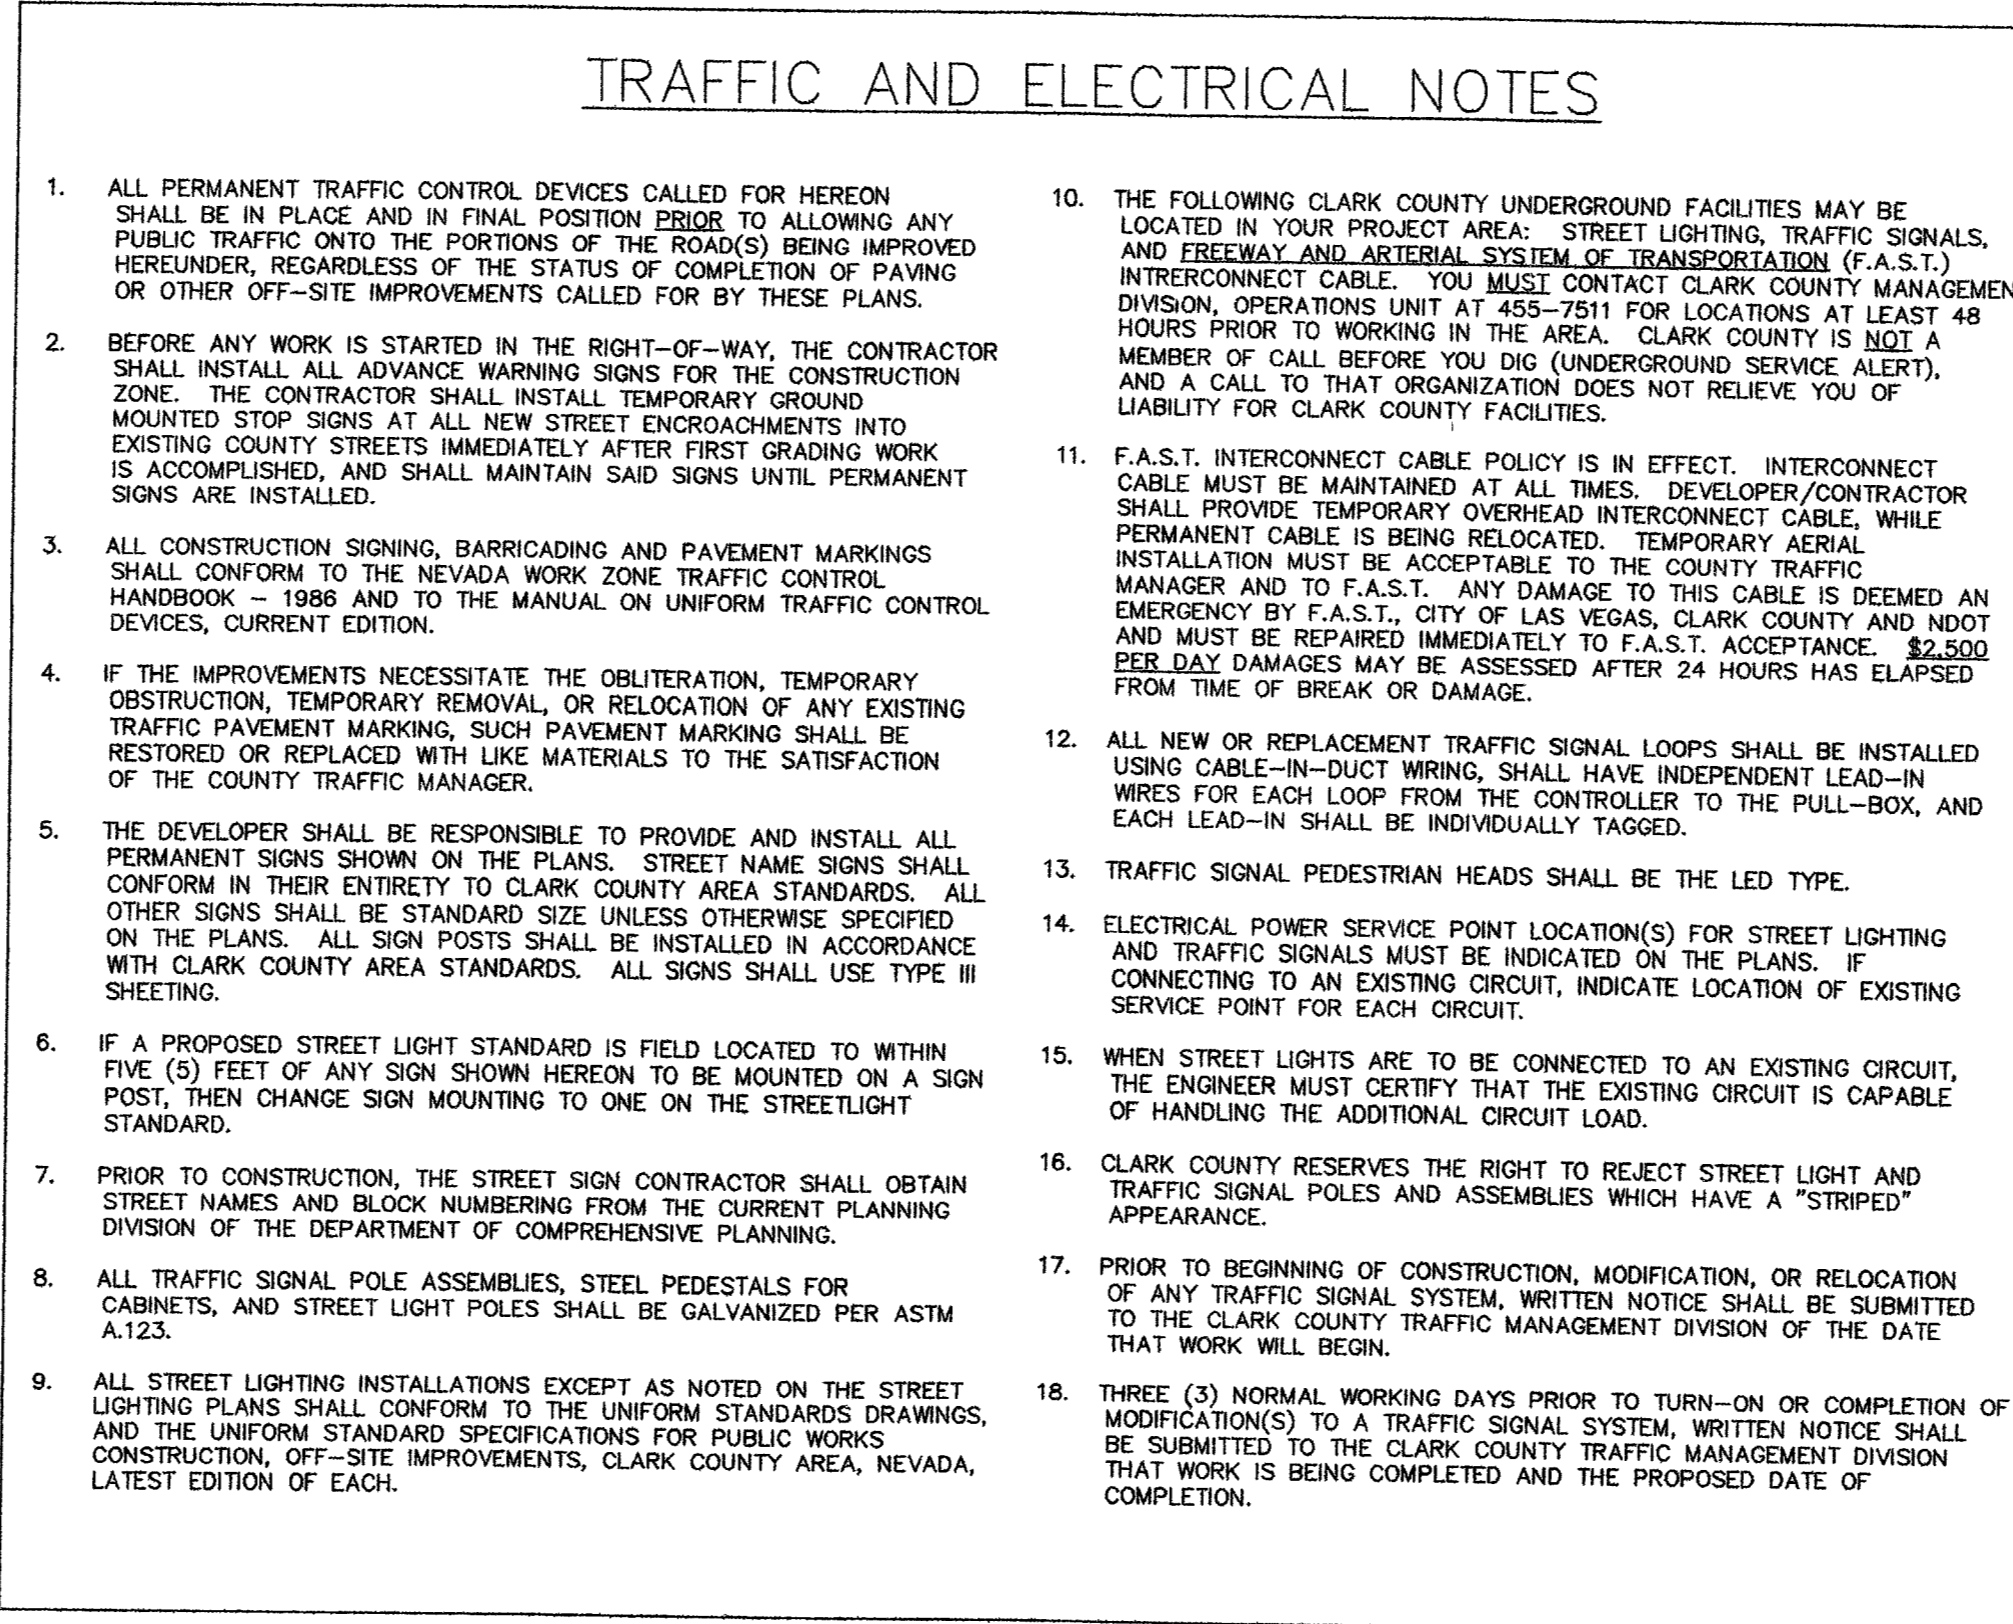 TRAFFIC AND ELECTRICAL NOTES
1. ALL PERMANENT TRAFFIC CONTROL DEVICES CALLED FOR HEREON
SHALL BE IN PLACE AND IN FINAL POSITION PRIOR TO ALLOWING ANY
PUBLIC TRAFFIC ONTO THE PORTIONS OF THE ROAD(S) BEING IMPROVED
HEREUNDER, REGARDLESS OF THE STATUS OF COMPLETION OF PAVING
OR OTHER OFF-SITE IMPROVEMENTS CALLED FOR BY THESE PLANS.
2. BEFORE ANY WORK IS STARTED IN THE RIGHT-OF-WAY, THE CONTRACTOR
SHALL INSTALL ALL ADVANCE WARNING SIGNS FOR THE CONSTRUCTION
ZONE. THE CONTRACTOR SHALL INSTALL TEMPORARY GROUND
MOUNTED STOP SIGNS AT ALL NEW STREET ENCROACHMENTS INTO
EXISTING COUNTY STREETS IMMEDIATELY AFTER FIRST GRADING WORK
IS ACCOMPLISHED, AND SHALL MAINTAIN SAID SIGNS UNTIL PERMANENT
SIGNS ARE INSTALLED.
3. ALL CONSTRUCTION SIGNING, BARRICADING AND PAVEMENT MARKINGS
SHALL CONFORM TO THE NEVADA WORK ZONE TRAFFIC CONTROL
HANDBOOK - 1986 AND TO THE MANUAL ON UNIFORM TRAFFIC CONTROL
DEVICES, CURRENT EDITION.
4. IF THE IMPROVEMENTS NECESSITATE THE OBLITERATION, TEMPORARY
OBSTRUCTION, TEMPORARY REMOVAL, OR RELOCATION OF ANY EXISTING
TRAFFIC PAVEMENT MARKING, SUCH PAVEMENT MARKING SHALL BE
RESTORED OR REPLACED WITH LIKE MATERIALS TO THE SATISFACTION
OF THE COUNTY TRAFFIC MANAGER.
5. THE DEVELOPER SHALL BE RESPONSIBLE TO PROVIDE AND INSTALL ALL
PERMANENT SIGNS SHOWN ON THE PLANS. STREET NAME SIGNS SHALL
CONFORM IN THEIR ENTIRETY TO CLARK COUNTY AREA STANDARDS. ALL
OTHER SIGNS SHALL BE STANDARD SIZE UNLESS OTHERWISE SPECIFIED
ON THE PLANS. ALL SIGN POSTS SHALL BE INSTALLED IN ACCORDANCE
WITH CLARK COUNTY AREA STANDARDS. ALL SIGNS SHALL USE TYPE III
SHEETING.
6. IF A PROPOSED STREET LIGHT STANDARD IS FIELD LOCATED TO WITHIN
FIVE (5) FEET OF ANY SIGN SHOWN HEREON TO BE MOUNTED ON A SIGN
POST, THEN CHANGE SIGN MOUNTING TO ONE ON THE STREETLIGHT
STANDARD.
7. PRIOR TO CONSTRUCTION, THE STREET SIGN CONTRACTOR SHALL OBTAIN
STREET NAMES AND BLOCK NUMBERING FROM THE CURRENT PLANNING
DIVISION OF THE DEPARTMENT OF COMPREHENSIVE PLANNING.
8. ALL TRAFFIC SIGNAL POLE ASSEMBLIES, STEEL PEDESTALS FOR
CABINETS, AND STREET LIGHT POLES SHALL BE GALVANIZED PER ASTM
A.123.
9. ALL STREET LIGHTING INSTALLATIONS EXCEPT AS NOTED ON THE STREET
LIGHTING PLANS SHALL CONFORM TO THE UNIFORM STANDARDS DRAWINGS,
AND THE UNIFORM STANDARD SPECIFICATIONS FOR PUBLIC WORKS
CONSTRUCTION, OFF-SITE IMPROVEMENTS, CLARK COUNTY AREA, NEVADA,
LATEST EDITION OF EACH.
10. THE FOLLOWING CLARK COUNTY UNDERGROUND FACILITIES MAY BE
LOCATED IN YOUR PROJECT AREA: STREET LIGHTING, TRAFFIC SIGNALS,
AND FREEWAY AND ARTERIAL SYSTEM OF TRANSPORTATION (F.A.S.T.)
INTRERCONNECT CABLE. YOU MUST CONTACT CLARK COUNTY MANAGEMEN
DIVISION, OPERATIONS UNIT AT 455-7511 FOR LOCATIONS AT LEAST 48
HOURS PRIOR TO WORKING IN THE AREA. CLARK COUNTY IS NOT A
MEMBER OF CALL BEFORE YOU DIG (UNDERGROUND SERVICE ALERT),
AND A CALL TO THAT ORGANIZATION DOES NOT RELIEVE YOU OF
LIABILITY FOR CLARK COUNTY FACILITIES.
11. F.A.S.T. INTERCONNECT CABLE POLICY IS IN EFFECT. INTERCONNECT
CABLE MUST BE MAINTAINED AT ALL TIMES. DEVELOPER/CONTRACTOR
SHALL PROVIDE TEMPORARY OVERHEAD INTERCONNECT CABLE, WHILE
PERMANENT CABLE IS BEING RELOCATED. TEMPORARY AERIAL
INSTALLATION MUST BE ACCEPTABLE TO THE COUNTY TRAFFIC
MANAGER AND TO F.A.S.T. ANY DAMAGE TO THIS CABLE IS DEEMED AN
EMERGENCY BY F.A.S.T., CITY OF LAS VEGAS, CLARK COUNTY AND NDOT
AND MUST BE REPAIRED IMMEDIATELY TO F.A.S.T. ACCEPTANCE. $2,500
PER DAY DAMAGES MAY BE ASSESSED AFTER 24 HOURS HAS ELAPSED
FROM TIME OF BREAK OR DAMAGE.
12. ALL NEW OR REPLACEMENT TRAFFIC SIGNAL LOOPS SHALL BE INSTALLED
USING CABLE-IN-DUCT WIRING, SHALL HAVE INDEPENDENT LEAD-IN
WIRES FOR EACH LOOP FROM THE CONTROLLER TO THE PULL-BOX, AND
EACH LEAD-IN SHALL BE INDIVIDUALLY TAGGED.
13. TRAFFIC SIGNAL PEDESTRIAN HEADS SHALL BE THE LED TYPE.
14. ELECTRICAL POWER SERVICE POINT LOCATION(S) FOR STREET LIGHTING
AND TRAFFIC SIGNALS MUST BE INDICATED ON THE PLANS. IF
CONNECTING TO AN EXISTING CIRCUIT, INDICATE LOCATION OF EXISTING
SERVICE POINT FOR EACH CIRCUIT.
15. WHEN STREET LIGHTS ARE TO BE CONNECTED TO AN EXISTING CIRCUIT,
THE ENGINEER MUST CERTIFY THAT THE EXISTING CIRCUIT IS CAPABLE
OF HANDLING THE ADDITIONAL CIRCUIT LOAD.
16. CLARK COUNTY RESERVES THE RIGHT TO REJECT STREET LIGHT AND
TRAFFIC SIGNAL POLES AND ASSEMBLIES WHICH HAVE A "STRIPED"
APPEARANCE.
17. PRIOR TO BEGINNING OF CONSTRUCTION, MODIFICATION, OR RELOCATION
OF ANY TRAFFIC SIGNAL SYSTEM, WRITTEN NOTICE SHALL BE SUBMITTED
TO THE CLARK COUNTY TRAFFIC MANAGEMENT DIVISION OF THE DATE
THAT WORK WILL BEGIN.
18. THREE (3) NORMAL WORKING DAYS PRIOR TO TURN-ON OR COMPLETION OF
MODIFICATION(S) TO A TRAFFIC SIGNAL SYSTEM, WRITTEN NOTICE SHALL
BE SUBMITTED TO THE CLARK COUNTY TRAFFIC MANAGEMENT DIVISION
THAT WORK IS BEING COMPLETED AND THE PROPOSED DATE OF
COMPLETION.